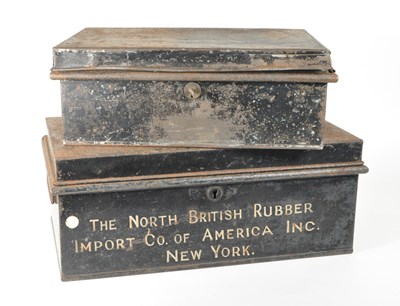 The North British Rubber
Import Co. of America Inc.
New York.